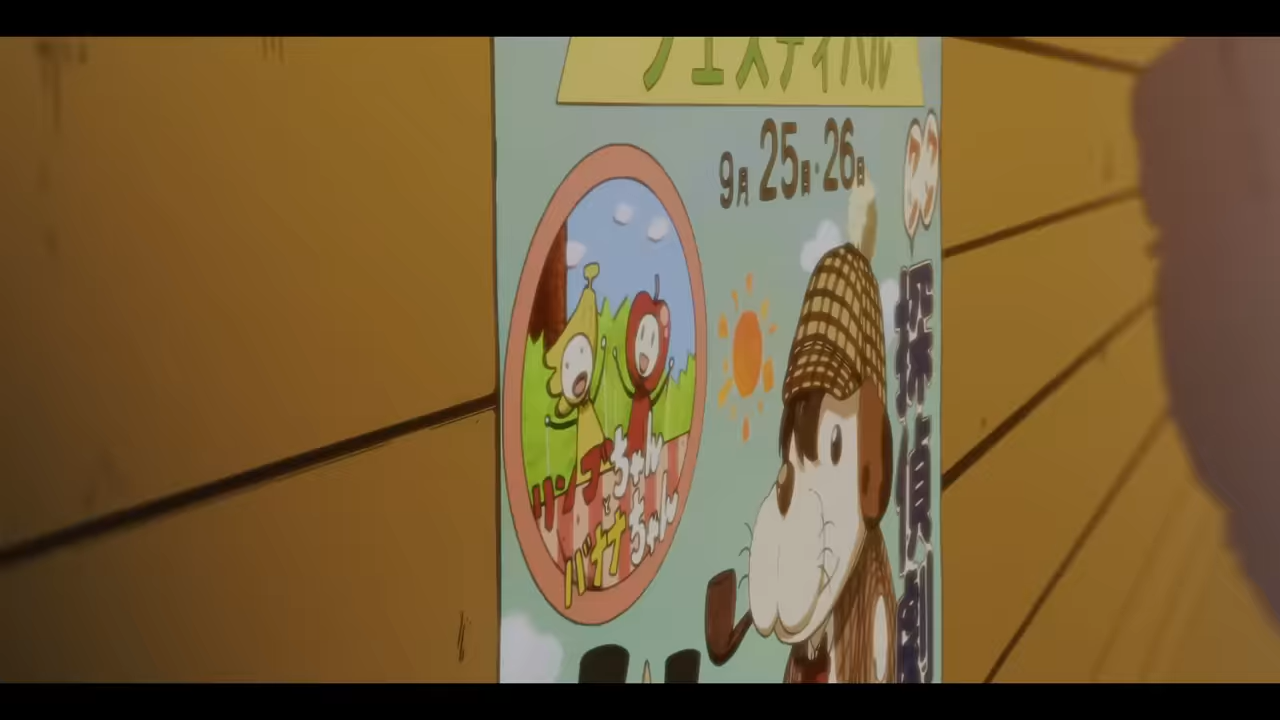 フェスティバル
9月25日・26日
リンゴちゃん
と
バナナちゃん
探偵劇